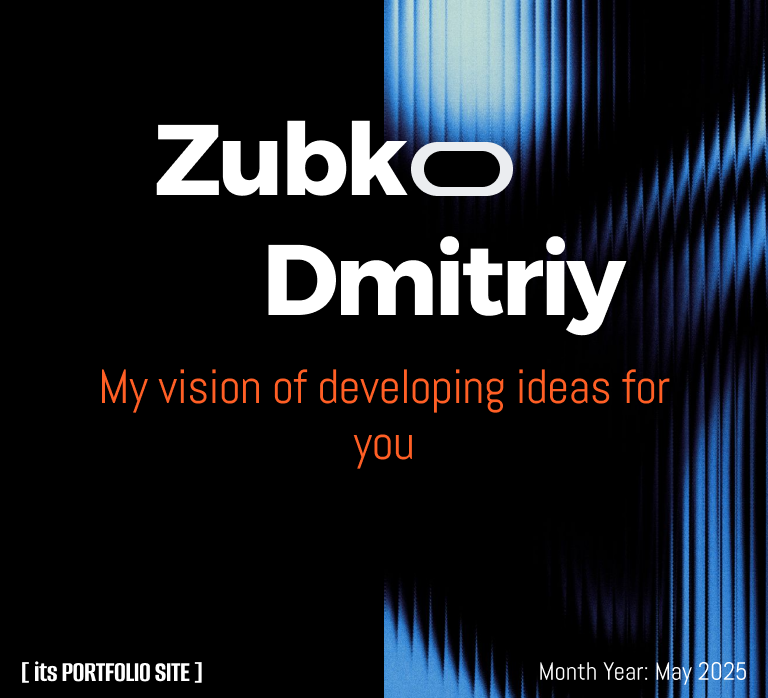 Zubko
Dmitriy
My vision of developing ideas for
you
[ its PORTFOLIO SITE ]
Month Year: May 2025